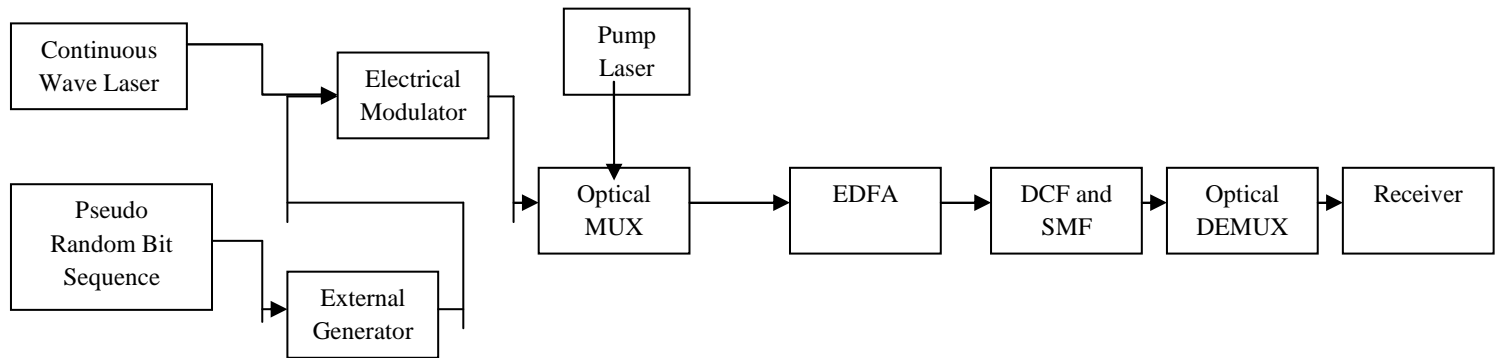 Continuous
Wave Laser
Electrical
Modulator
Pump
Laser
Pseudo
Random Bit
Sequence
External
Generator
Optical
MUX
EDFA
DCF and
SMF
Optical
DEMUX
Receiver